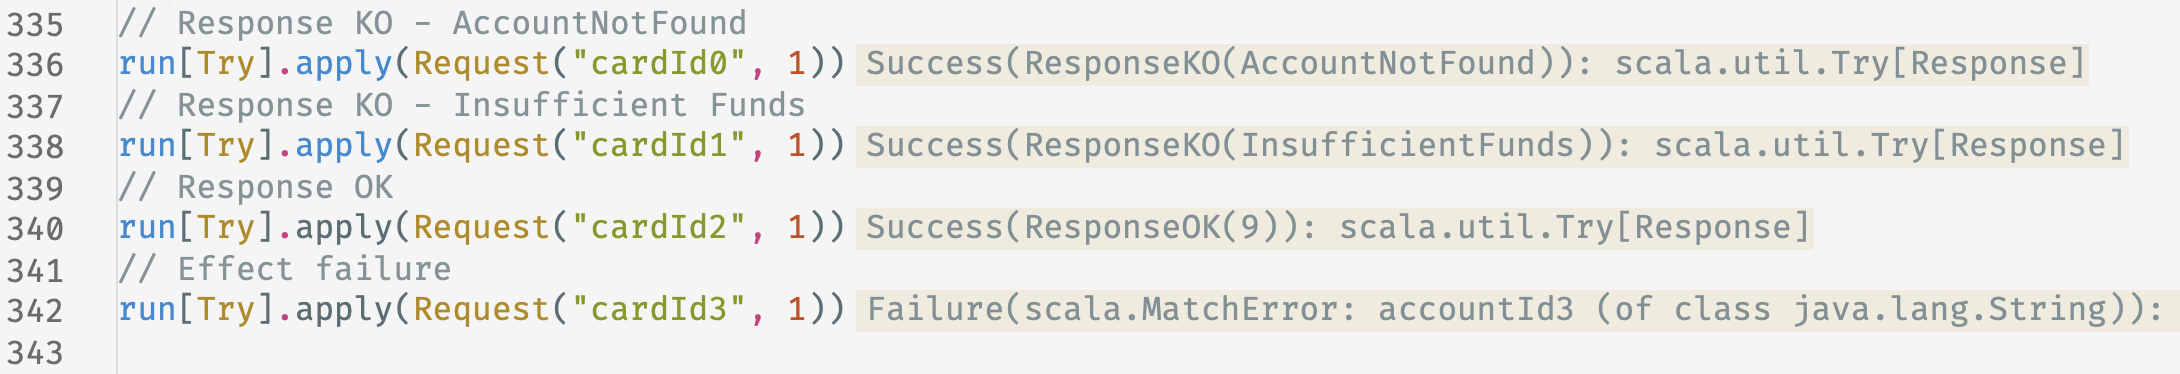 335 // Response KO - AccountNotFound
336 run[Try].apply(Request("cardId0", 1)) Success(ResponseKO(AccountNotFound)): scala.util.Try[Response]
337 // Response KO - Insufficient Funds
338 run[Try].apply(Request("cardId1", 1)) Success(ResponseKO(InsufficientFunds)): scala.util.Try[Response]
339 // Response OK
340 run[Try].apply(Request("cardId2", 1)) Success(ResponseOK(9)): scala.util.Try[Response]
341 // Effect failure
342 run[Try].apply(Request("cardId3", 1)) Failure(scala.MatchError: accountId3 (of class java.lang.String)):
343